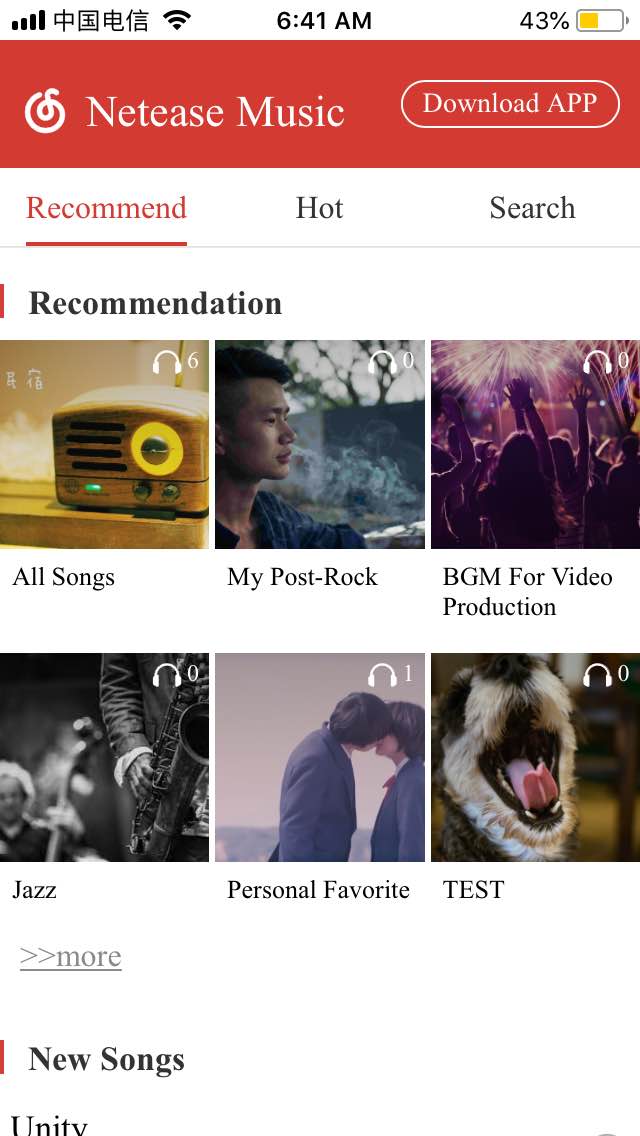 中国电信 6:41 AM 43%
Netease Music Download APP
Recommend Hot Search
Recommendation
6 0 0
民宿
All Songs My Post-Rock BGM For Video
Production
0 1 0
Jazz Personal Favorite TEST
>>more
New Songs
Unity